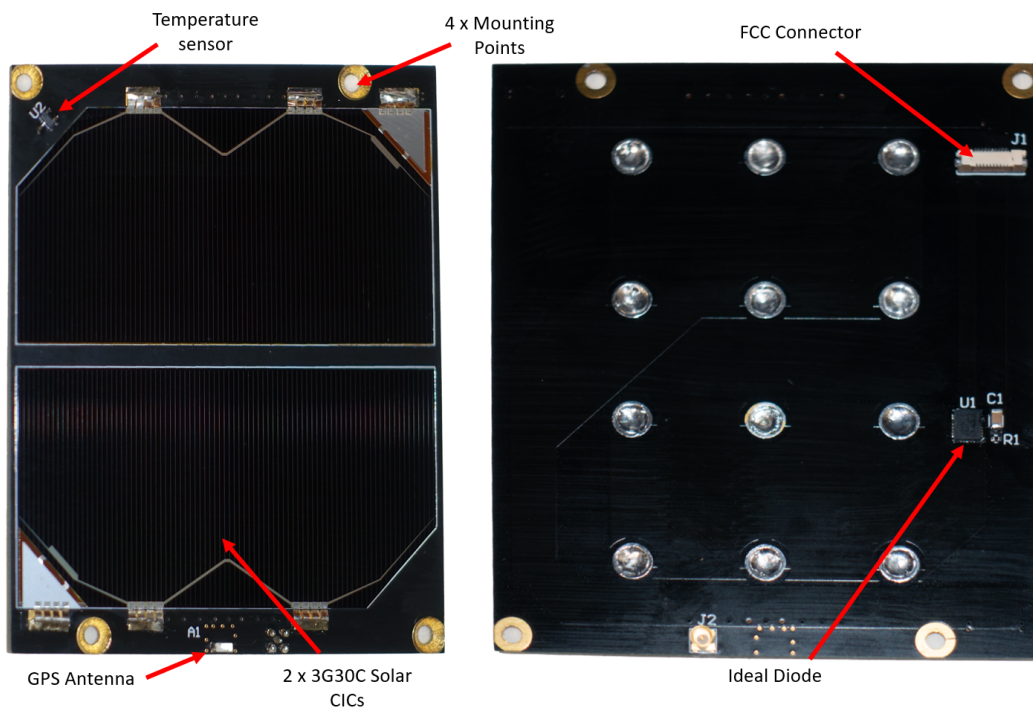 Temperature
sensor
4 x Mounting
Points
FCC Connector
U2
J1
U1
C1
R1
A1
J2
GPS Antenna
2 x 3G30C Solar
CICs
Ideal Diode